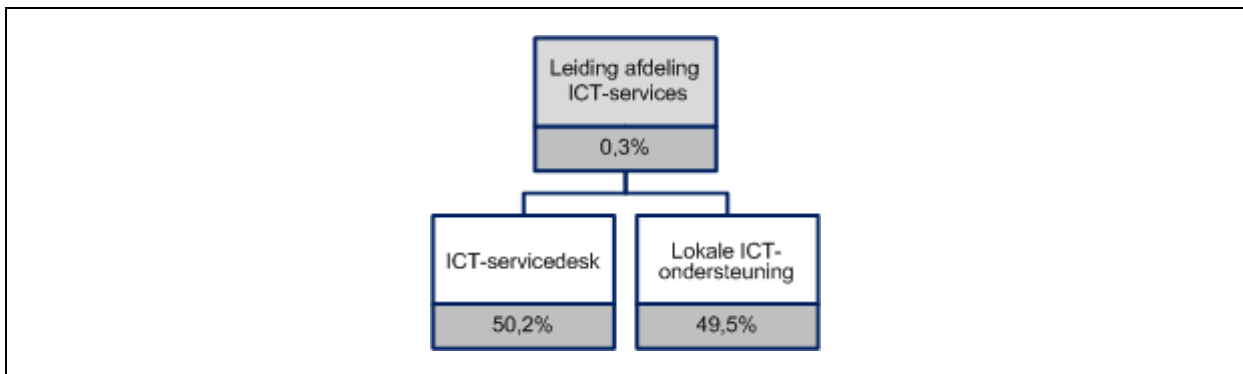 Leiding afdeling
ICT-services
0,3%
ICT-servicedesk
50,2%
Lokale ICT-
ondersteuning
49,5%